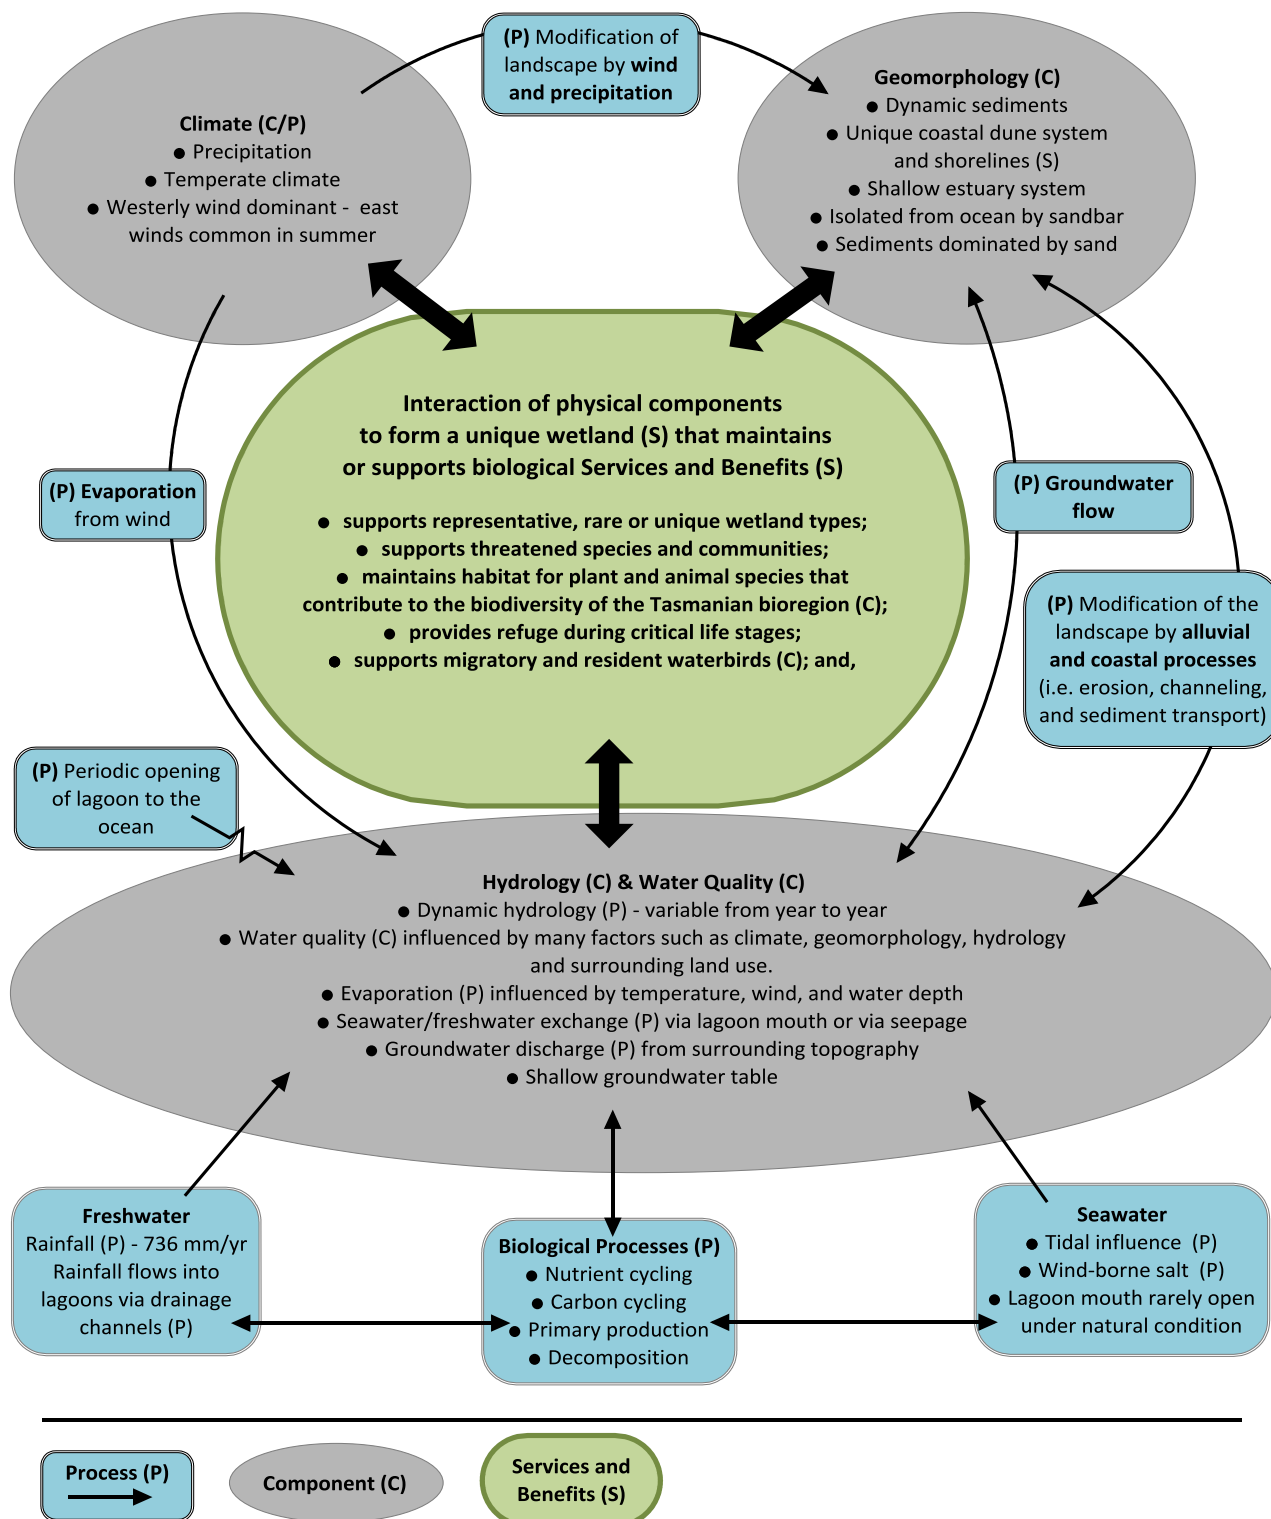 (P) Modification of
landscape by wind
and precipitation
Climate (C/P)
● Precipitation
● Temperate climate
● Westerly wind dominant - east
winds common in summer
Geomorphology (C)
● Dynamic sediments
● Unique coastal dune system
and shorelines (S)
● Shallow estuary system
● Isolated from ocean by sandbar
● Sediments dominated by sand
Interaction of physical components
to form a unique wetland (S) that maintains
or supports biological Services and Benefits (S)
● supports representative, rare or unique wetland types;
● supports threatened species and communities;
● maintains habitat for plant and animal species that
contribute to the biodiversity of the Tasmanian bioregion (C);
● provides refuge during critical life stages;
● supports migratory and resident waterbirds (C); and,
(P) Evaporation
from wind
(P) Groundwater
flow
(P) Modification of the
landscape by alluvial
and coastal processes
(i.e. erosion, channeling,
and sediment transport)
(P) Periodic opening
of lagoon to the
ocean
Hydrology (C) & Water Quality (C)
● Dynamic hydrology (P) - variable from year to year
● Water quality (C) influenced by many factors such as climate, geomorphology, hydrology
and surrounding land use.
● Evaporation (P) influenced by temperature, wind, and water depth
● Seawater/freshwater exchange (P) via lagoon mouth or via seepage
● Groundwater discharge (P) from surrounding topography
● Shallow groundwater table
Freshwater
Rainfall (P) - 736 mm/yr
Rainfall flows into
lagoons via drainage
channels (P)
Biological Processes (P)
● Nutrient cycling
● Carbon cycling
● Primary production
● Decomposition
Seawater
● Tidal influence (P)
● Wind-borne salt (P)
● Lagoon mouth rarely open
under natural condition
Process (P)
Component (C)
Services and
Benefits (S)